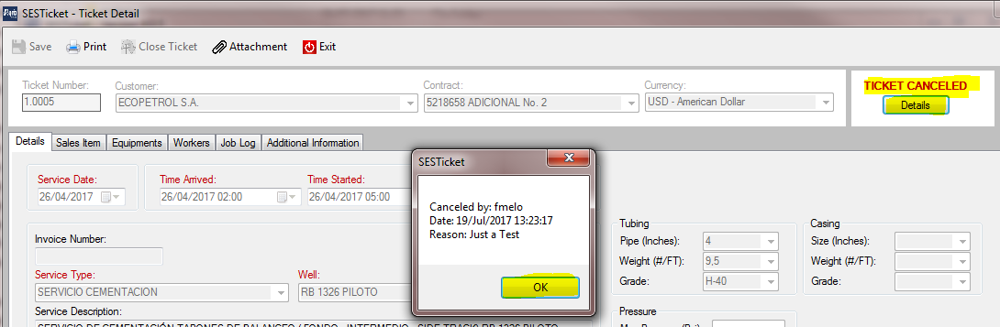 SESTicket - Ticket Detail
Save Print Close Ticket Attachment Exit
Ticket Number: Customer: Contract: Currency:
1.0005 ECOPETROL S.A. 5218658 ADICIONAL No. 2 USD - American Dollar
TICKET CANCELED
Details
Details Sales Item Equipments Workers Job Log Additional Information
Service Date: Time Arrived: Time Started:
26/04/2017 26/04/2017 02:00 26/04/2017 05:00
Invoice Number:
Service Type: Well:
SERVICIO CEMENTACION RB 1326 PILOTO
Service Description:
SERVICIO DE CEMENTACIÓN TAPONES DE BALANCEO / FONDO - INTERMEDIO - SIDE TRACK) RB 1326 PILOTO
SESTicket
Canceled by: fmelo
Date: 19/Jul/2017 13:23:17
Reason: Just a Test
OK
Tubing
Pipe (Inches): 4
Weight (#/FT): 9,5
Grade: H-40
Casing
Size (Inches):
Weight (#/FT):
Grade:
Pressure